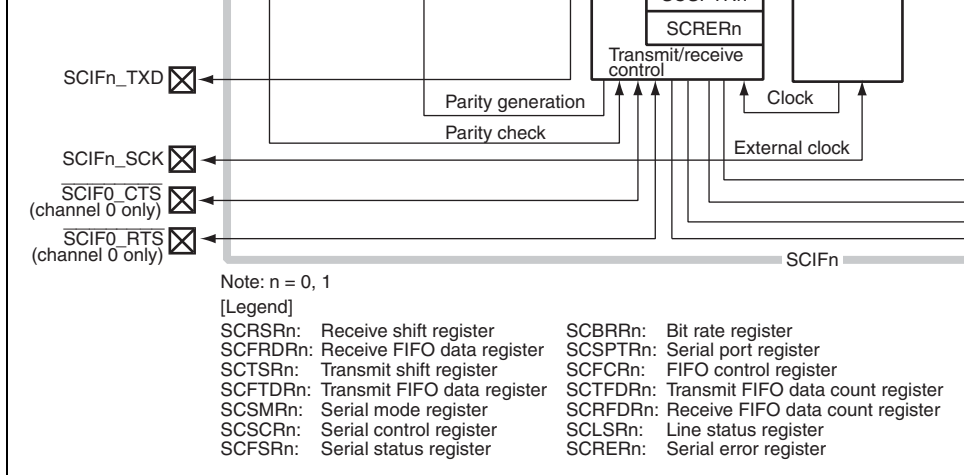 SCRERn
Transmit/receive
control
SCIFn_TXD
Clock
Parity generation
Parity check
External clock
SCIFn_SCK
SCIF0_CTS
(channel 0 only)
SCIF0_RTS
(channel 0 only)
SCIFn
Note: n = 0, 1
[Legend]
SCRSRn: Receive shift register
SCFRDRn: Receive FIFO data register
SCTSRn: Transmit shift register
SCFTDRn: Transmit FIFO data register
SCSMRn: Serial mode register
SCSCRn: Serial control register
SCFSRn: Serial status register
SCBRRn: Bit rate register
SCSPTRn: Serial port register
SCFCRn: FIFO control register
SCTFDRn: Transmit FIFO data count register
SCRFDRn: Receive FIFO data count register
SCLSRn: Line status register
SCRERn: Serial error register